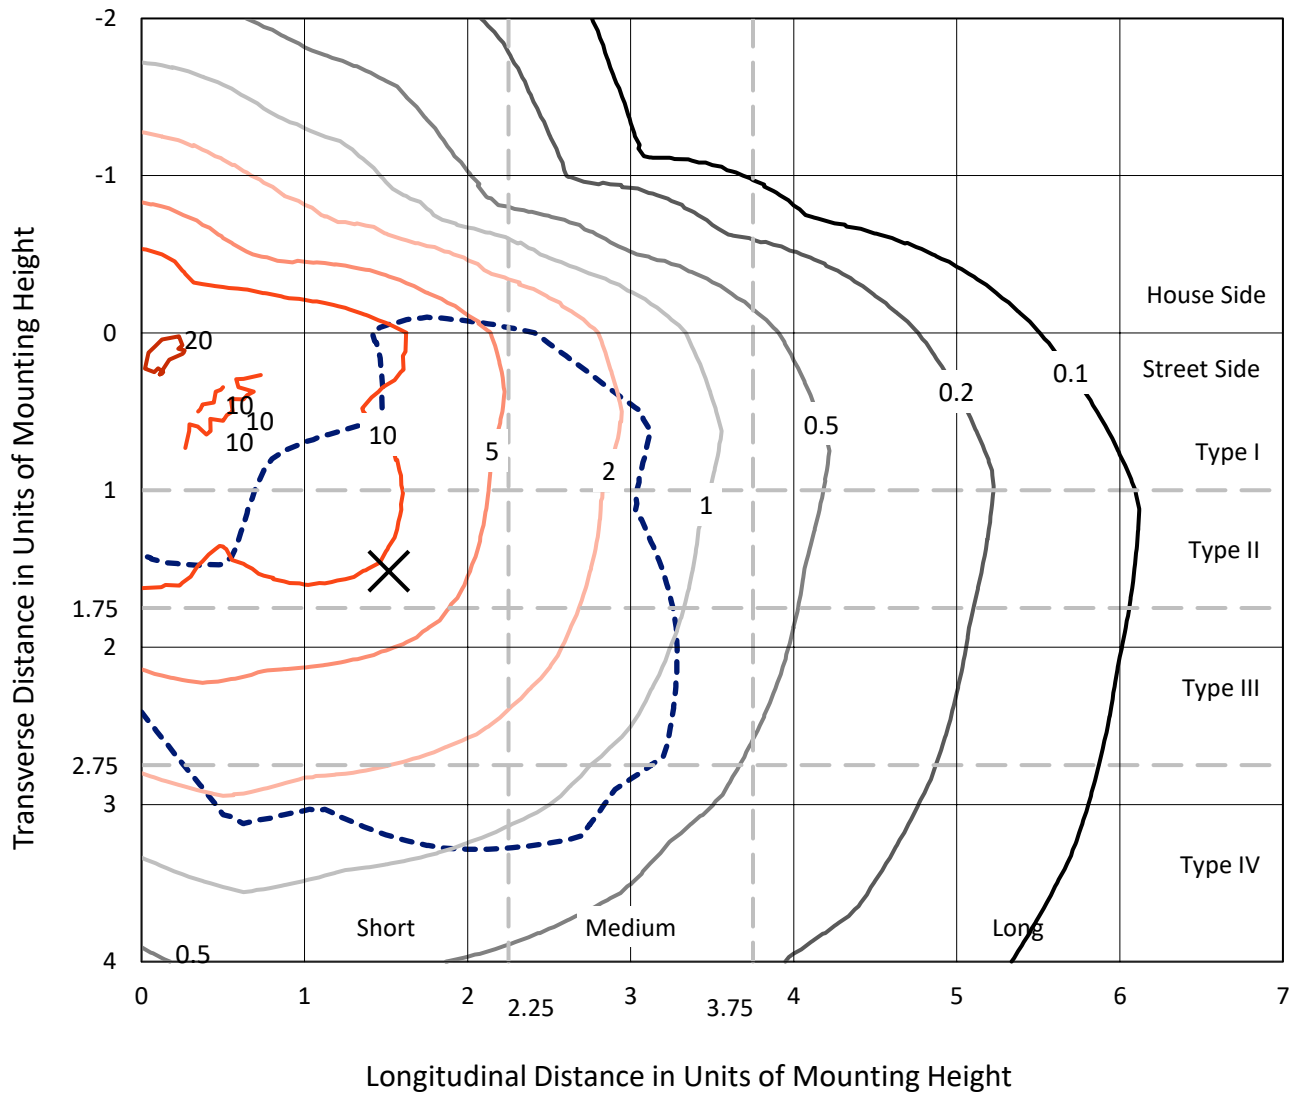 -2
-1
House Side
0
20
Street Side
0.1
0.2
10
10
10
10
0.5
5
Type I
2
1
1
Type II
1.75
2
Type III
2.75
3
Type IV
Short
Medium
Long
0.5
4
0
1
2
2.25
3
3.75
4
5
6
7
Transverse Distance in Units of Mounting Height
Longitudinal Distance in Units of Mounting Height